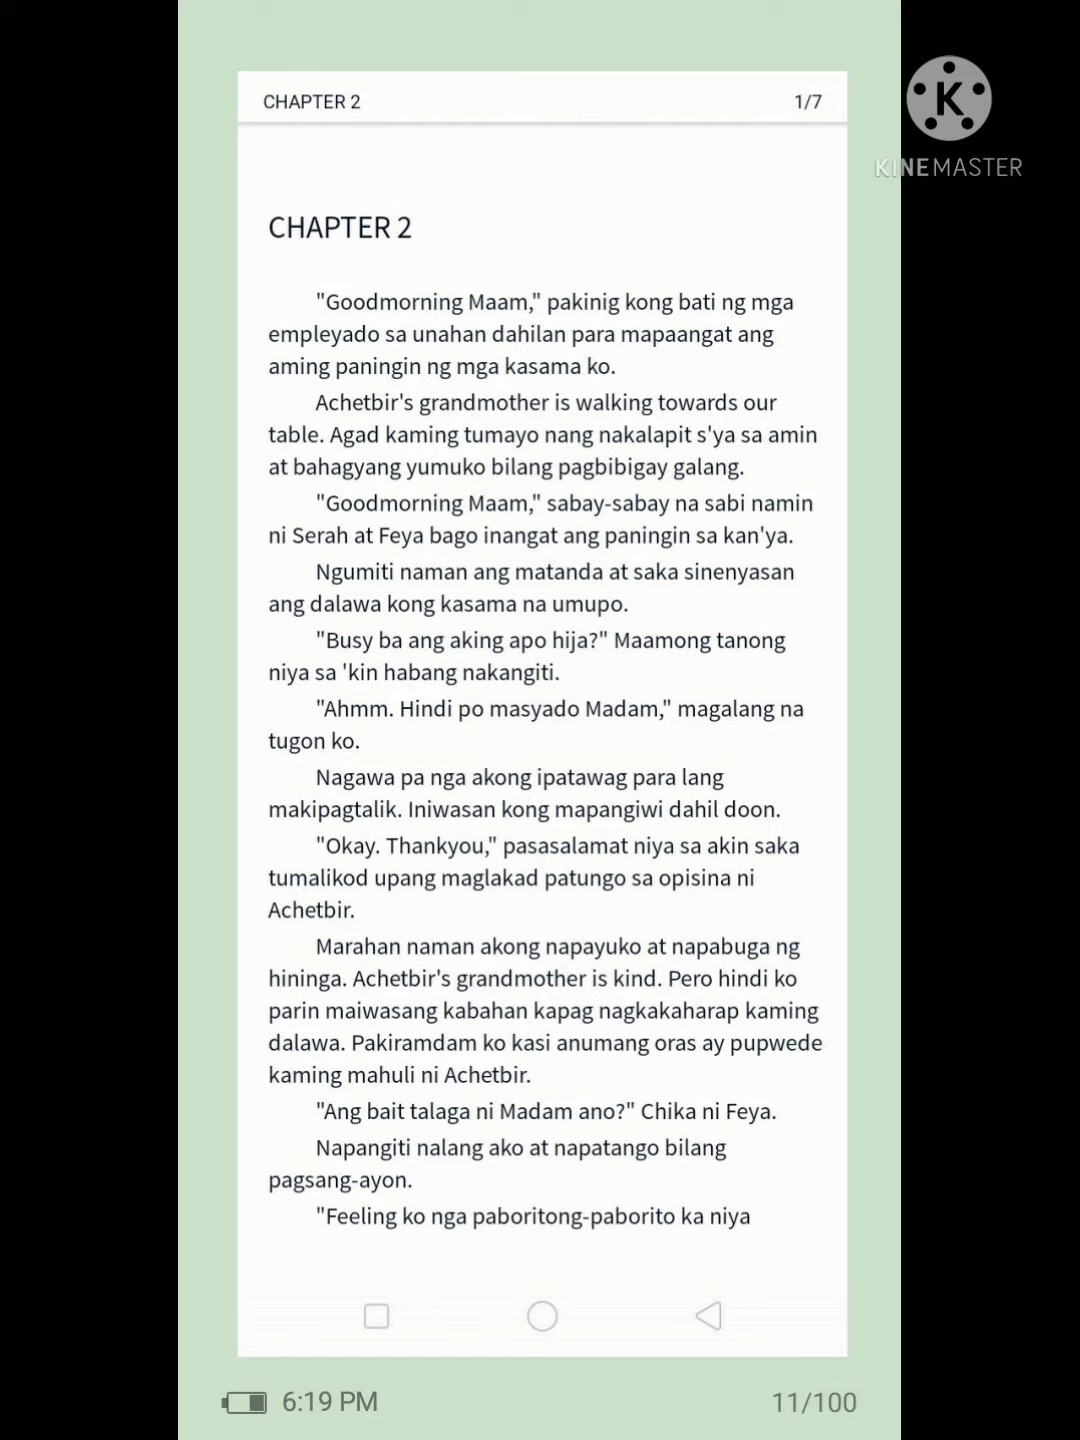 CHAPTER 2 1/7
KINEMASTER
CHAPTER 2
"Goodmorning Maam," pakinig kong bati ng mga
empleyado sa unahan dahilan para mapaangat ang
aming paningin ng mga kasama ko.
Achetbir's grandmother is walking towards our
table. Agad kaming tumayo nang nakalapit s'ya sa amin
at bahagyang yumuko bilang pagbibigay galang.
"Goodmorning Maam," sabay-sabay na sabi namin
ni Serah at Feya bago inangat ang paningin sa kan'ya.
Ngumiti naman ang matanda at saka sinenyasan
ang dalawa kong kasama na umupo.
"Busy ba ang aking apo hija?" Maamong tanong
niya sa 'kin habang nakangiti.
"Ahmm. Hindi po masyado Madam," magalang na
tugon ko.
Nagawa pa nga akong ipatawag para lang
makipagtalik. Iniwasan kong mapangiwi dahil doon.
"Okay. Thankyou," pasasalamat niya sa akin saka
tumalikod upang maglakad patungo sa opisina ni
Achetbir.
Marahan naman akong napayuko at napabuga ng
hininga. Achetbir's grandmother is kind. Pero hindi ko
parin maiwasang kabahan kapag nagkakaharap kaming
dalawa. Pakiramdam ko kasi anumang oras ay pupwede
kaming mahuli ni Achetbir.
"Ang bait talaga ni Madam ano?" Chika ni Feya.
Napangiti nalang ako at napatango bilang
pagsang-ayon.
"Feeling ko nga paboritong-paborito ka niya
6:19 PM 11/100